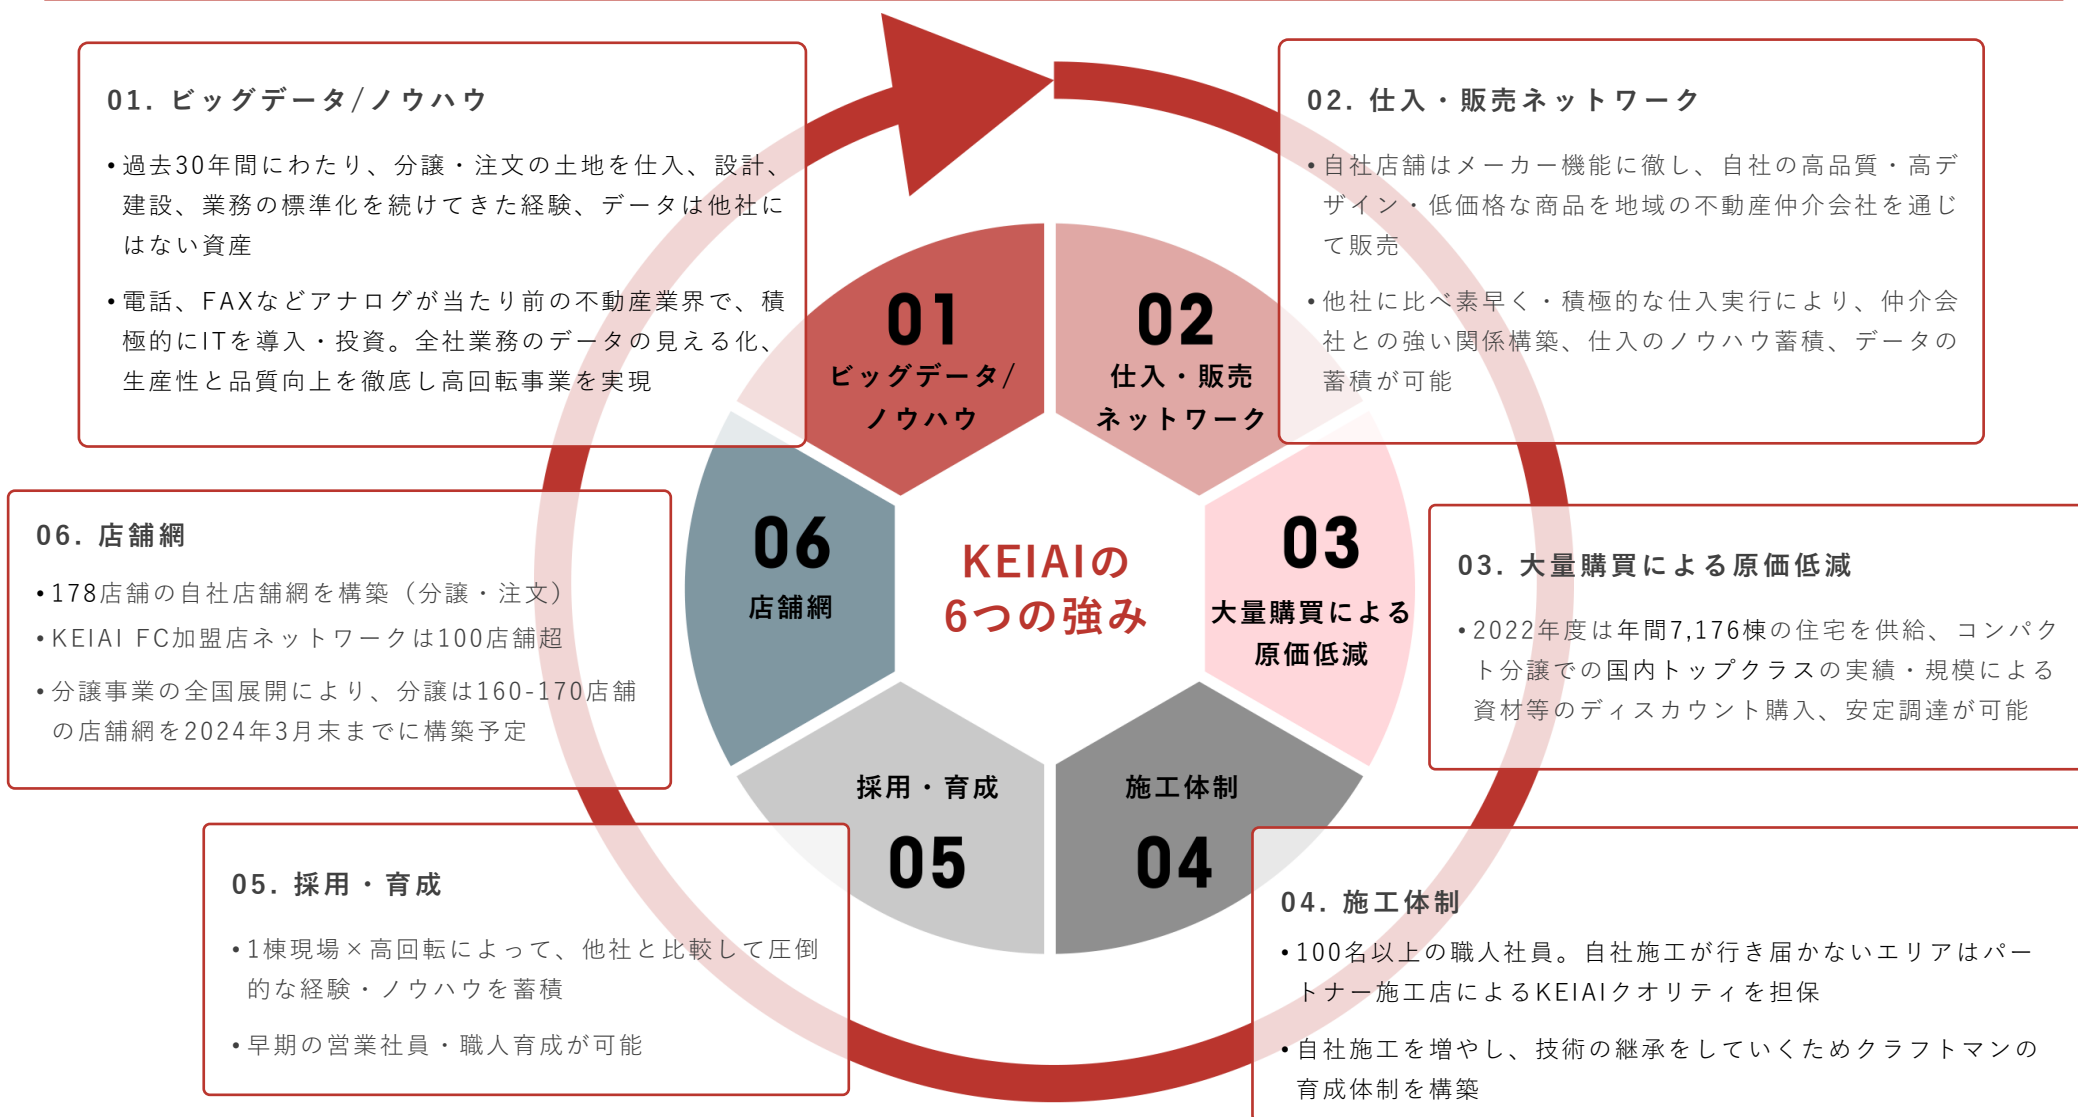 01. ビッグデータ/ノウハウ
•過去30年間にわたり、分譲・注文の土地を仕入、設計、
建設、業務の標準化を続けてきた経験、データは他社に
はない資産
•電話、FAXなどアナログが当たり前の不動産業界で、積
極的にITを導入・投資。全社業務のデータの見える化、
生産性と品質向上を徹底し高回転事業を実現
02. 仕入・販売ネットワーク
•自社店舗はメーカー機能に徹し、自社の高品質・高デ
ザイン・低価格な商品を地域の不動産仲介会社を通じ
て販売
•他社に比べ素早く・積極的な仕入実行により、仲介会
社との強い関係構築、仕入のノウハウ蓄積、データの
蓄積が可能
01
ビッグデータ/
ノウハウ
02
仕入・販売
ネットワーク
06
店舗網
KEIAIの
6つの強み
03
大量購買による
原価低減
採用・育成
05
施工体制
04
06. 店舗網
•178店舗の自社店舗網を構築（分譲・注文）
•KEIAI FC加盟店ネットワークは100店舗超
•分譲事業の全国展開により、分譲は160-170店舗
の店舗網を2024年3月末までに構築予定
03. 大量購買による原価低減
•2022年度は年間7,176棟の住宅を供給、コンパク
ト分譲での国内トップクラスの実績・規模による
資材等のディスカウント購入、安定調達が可能
05. 採用・育成
•1棟現場×高回転によって、他社と比較して圧倒
的な経験・ノウハウを蓄積
•早期の営業社員・職人育成が可能
04. 施工体制
•100名以上の職人社員。自社施工が行き届かないエリアはパー
トナー施工店によるKEIAIクオリティを担保
•自社施工を増やし、技術の継承をしていくためクラフトマンの
育成体制を構築